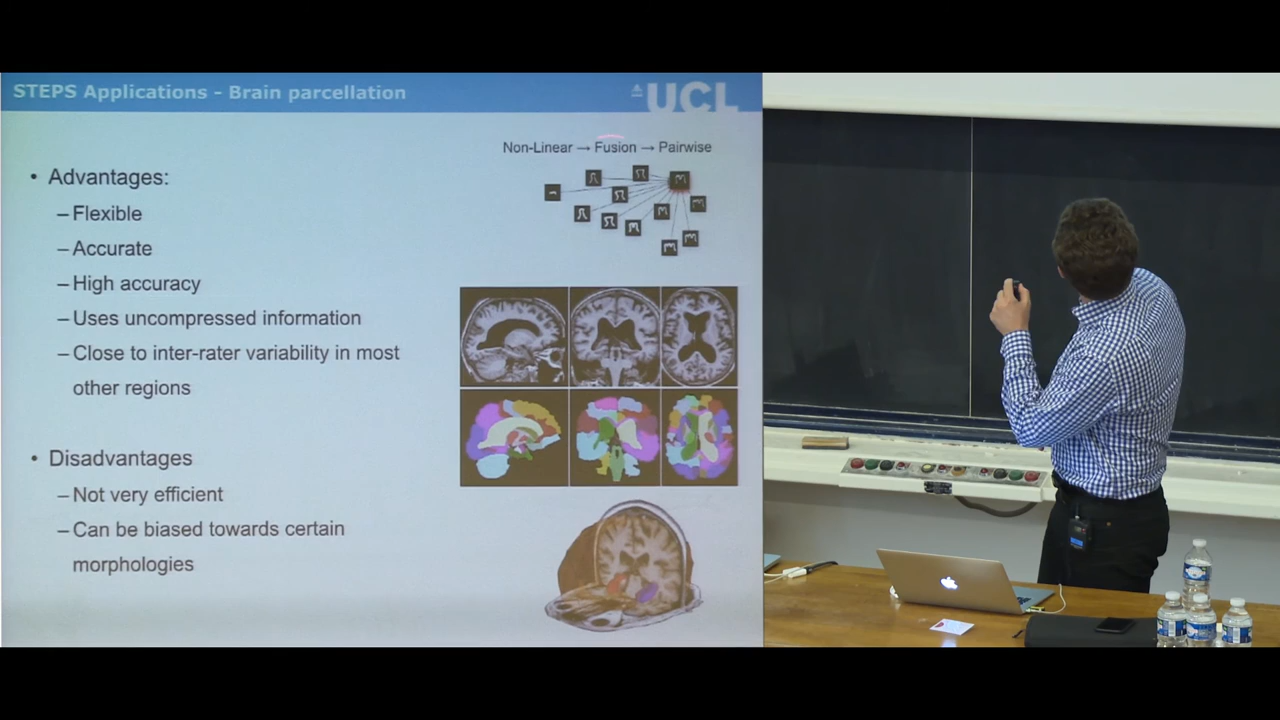 STEPS Applications - Brain parcellation
UCL
Non-Linear → Fusion → Pairwise
• Advantages:
– Flexible
– Accurate
– High accuracy
– Uses uncompressed information
– Close to inter-rater variability in most
other regions
• Disadvantages
– Not very efficient
– Can be biased towards certain
morphologies